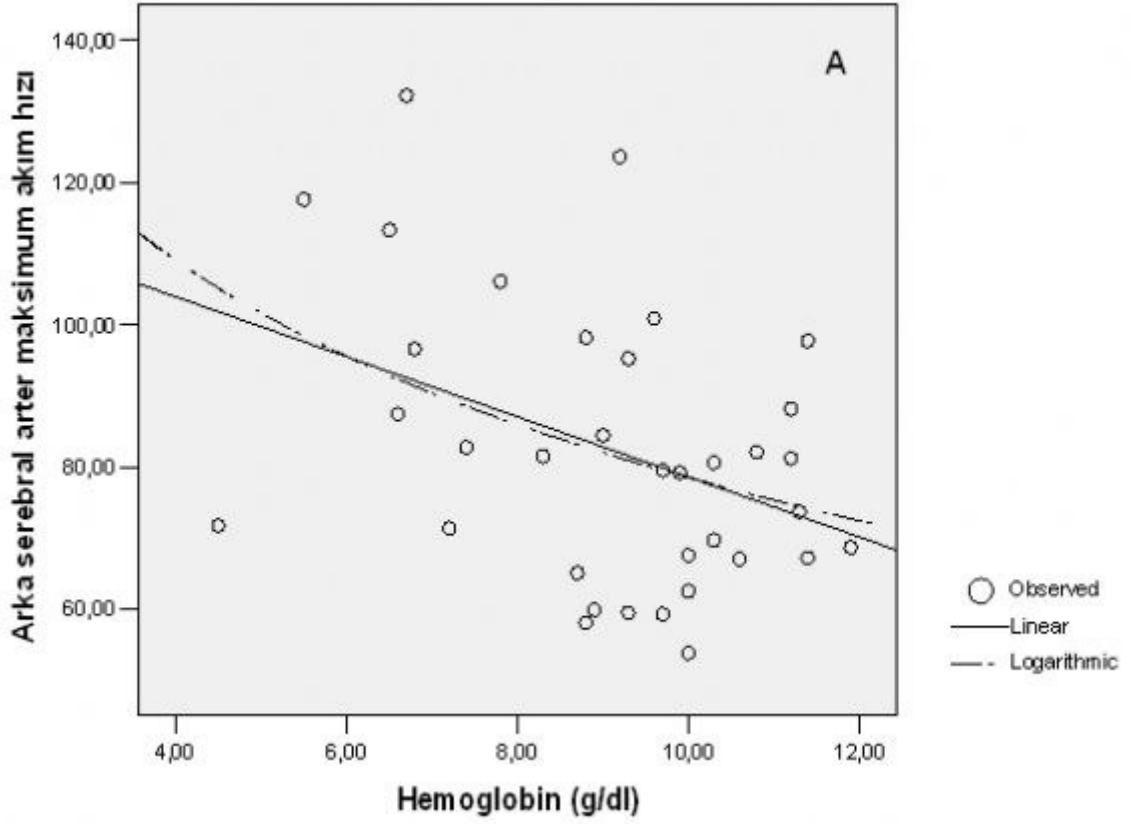 A
Arka serebral arter maksimum akım hızı
140,00
120,00
100,00
80,00
60,00
4,00
6,00
8,00
10,00
12,00
Hemoglobin (g/dl)
Observed
Linear
Logarithmic